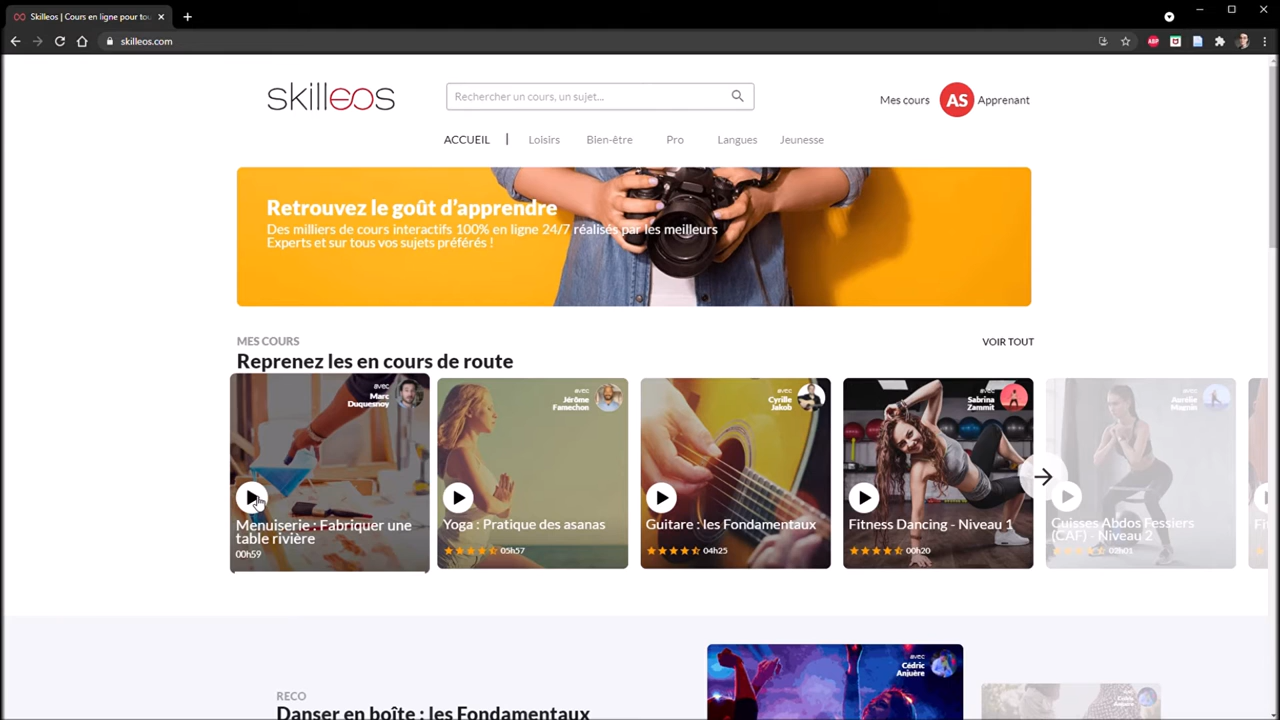 Skilleos | Cours en ligne pour tou
skilleos.com
ABP
skilleos
Rechercher un cours, un sujet...
Mes cours
AS
Apprenant
ACCUEIL | Loisirs Bien-être Pro Langues Jeunesse
Retrouvez le goût d'apprendre
Des milliers de cours interactifs 100% en ligne 24/7 réalisés par les meilleurs
Experts et sur tous vos sujets préférés !
MES COURS
VOIR TOUT
Reprenez les en cours de route
avec
Marc
Duquesnoy
Menuiserie : Fabriquer une
table rivière
00h59
avec
Jérôme
Famechon
Yoga : Pratique des asanas
05h57
avec
Cyrille
Jakob
Guitare : les Fondamentaux
04h25
avec
Sabrina
Zammit
Fitness Dancing - Niveau 1
00h20
avec
Aurélie
Magnis
Cuisses Abdos Fessiers
(CAF) - Niveau 2
02h01
RECO
Danser en boîte : les Fondamentaux
avec
Cédric
Anjuère